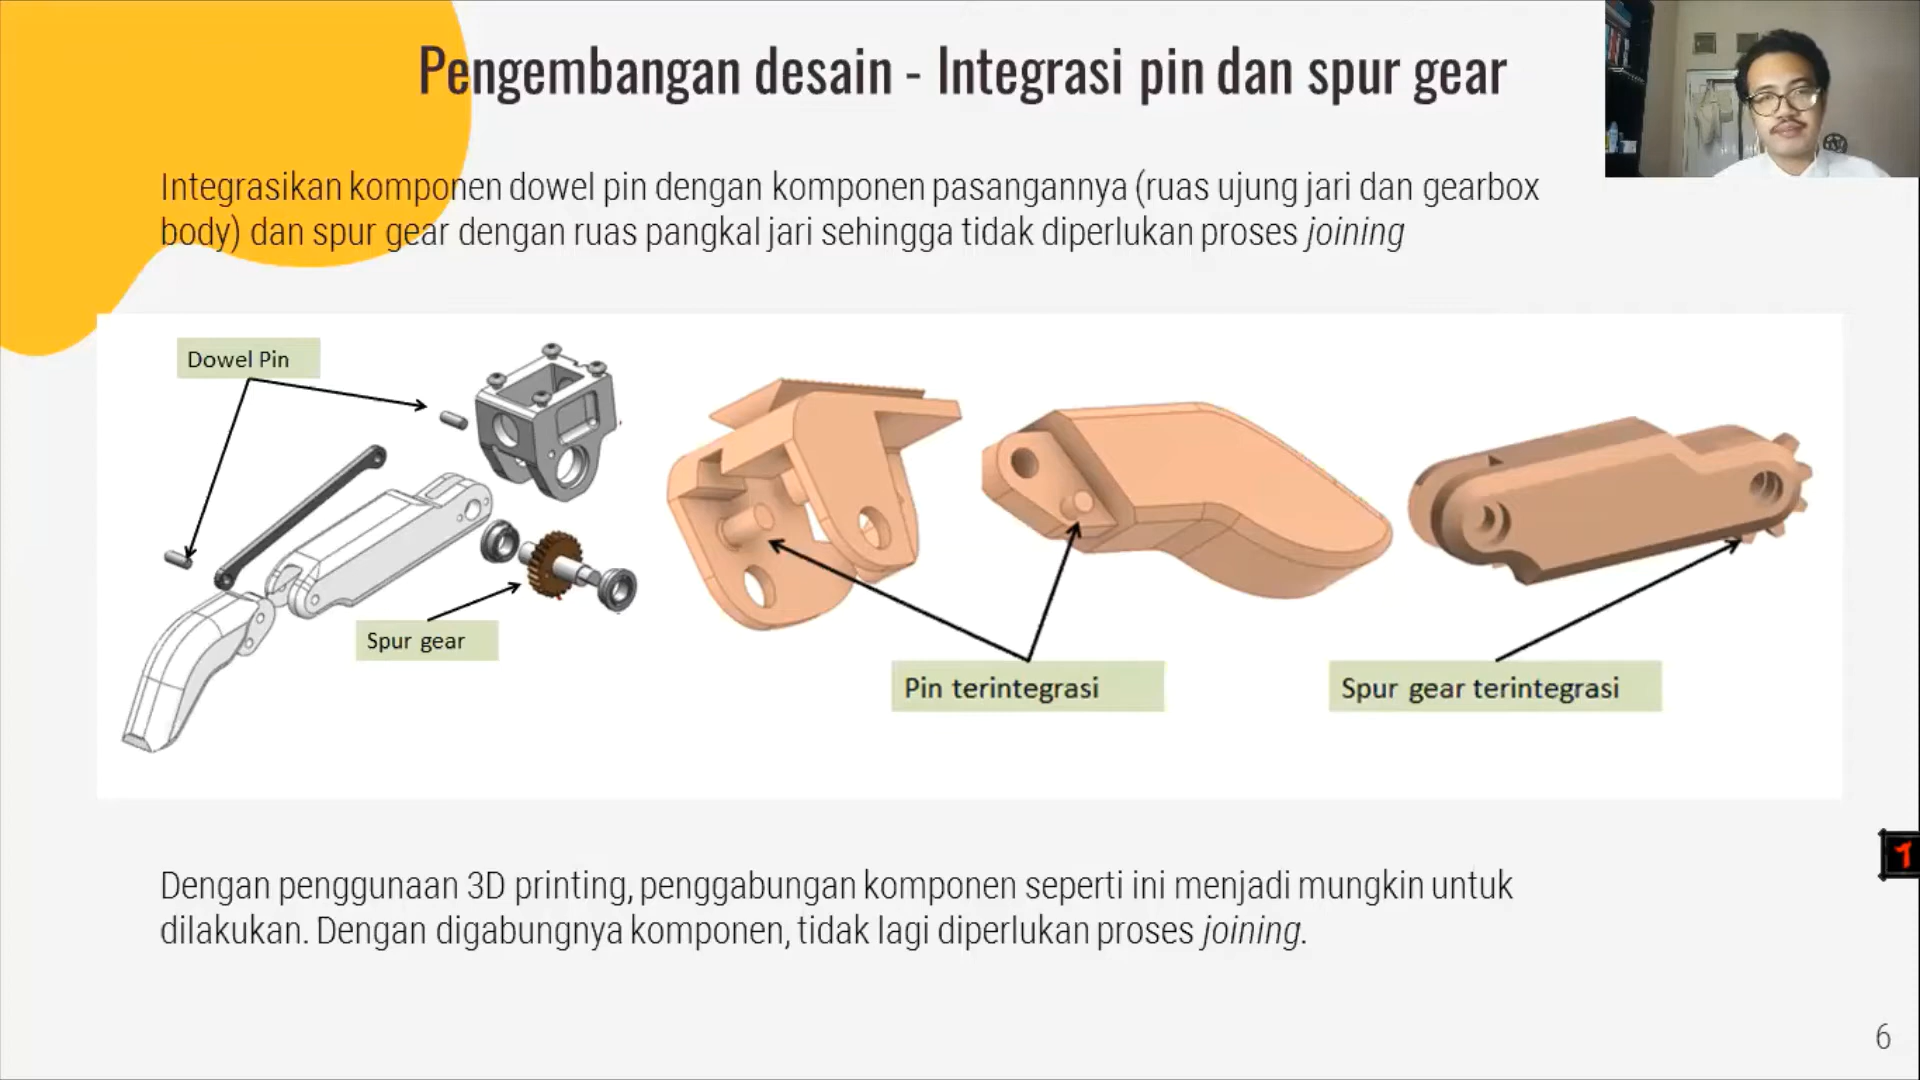 Pengembangan desain - Integrasi pin dan spur gear
Integrasikan komponen dowel pin dengan komponen pasangannya (ruas ujung jari dan gearbox
body) dan spur gear dengan ruas pangkal jari sehingga tidak diperlukan proses joining
Dowel Pin
Spur gear
Pin terintegrasi
Spur gear terintegrasi
Dengan penggunaan 3D printing, penggabungan komponen seperti ini menjadi mungkin untuk
dilakukan. Dengan digabungnya komponen, tidak lagi diperlukan proses joining.
6